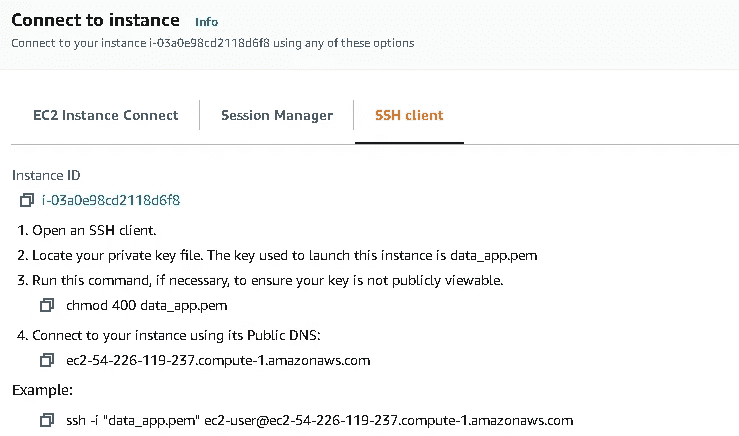 Connect to instance Info
Connect to your instance i-03a0e98cd2118d6f8 using any of these options
EC2 Instance Connect
Session Manager
SSH client
Instance ID
i-03a0e98cd2118d6f8
1. Open an SSH client.
2. Locate your private key file. The key used to launch this instance is data_app.pem
3. Run this command, if necessary, to ensure your key is not publicly viewable.
chmod 400 data_app.pem
4. Connect to your instance using its Public DNS:
ec2-54-226-119-237.compute-1.amazonaws.com
Example:
ssh -i "data_app.pem" ec2-user@ec2-54-226-119-237.compute-1.amazonaws.com